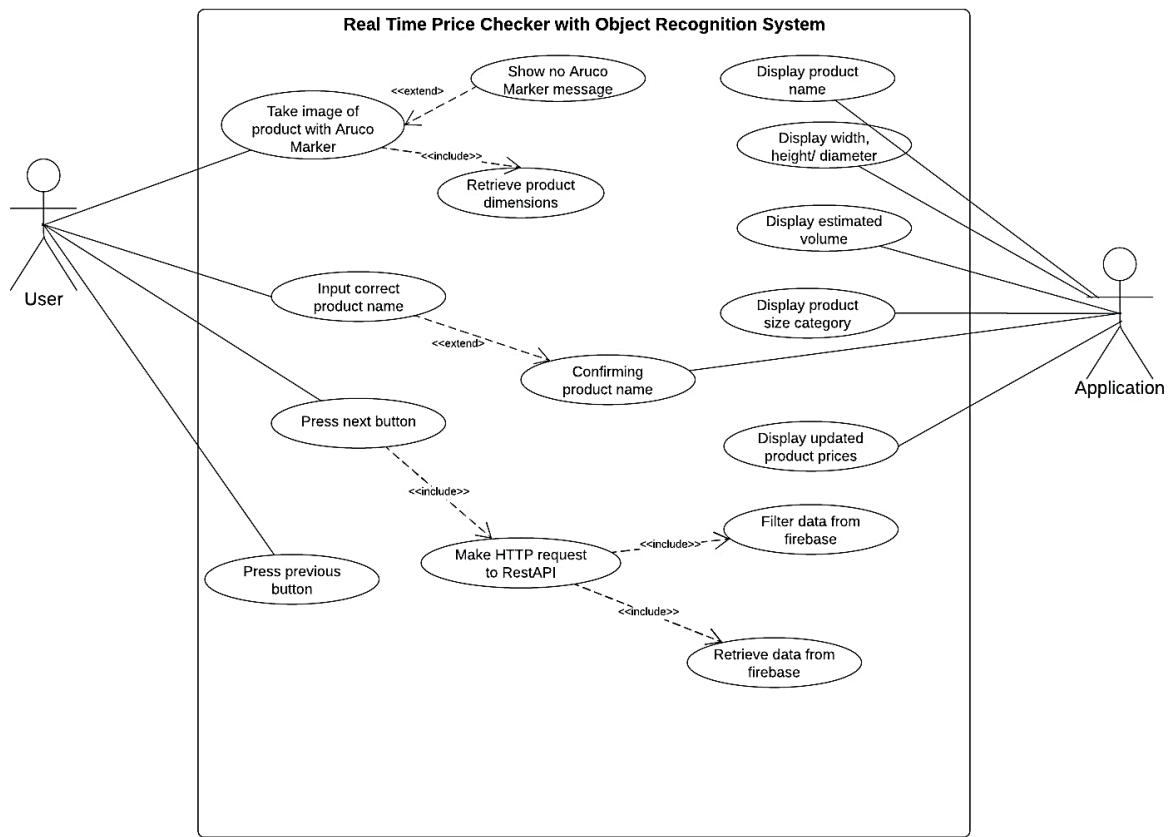 Real Time Price Checker with Object Recognition System
Show no Aruco
Marker message
<<extend>
Take image of
product with Aruco
Marker
<<include>>
Retrieve product
dimensions
Display product
name
Display width,
height/ diameter
Display estimated
volume
User
Input correct
product name
<<extend>
Confirming
product name
Display product
size category
Application
Press next button
Display updated
product prices
<<include>>
Make HTTP request
to RestAPI
<<include>>
Filter data from
firebase
Press previous
button
<<include>>
Retrieve data from
firebase